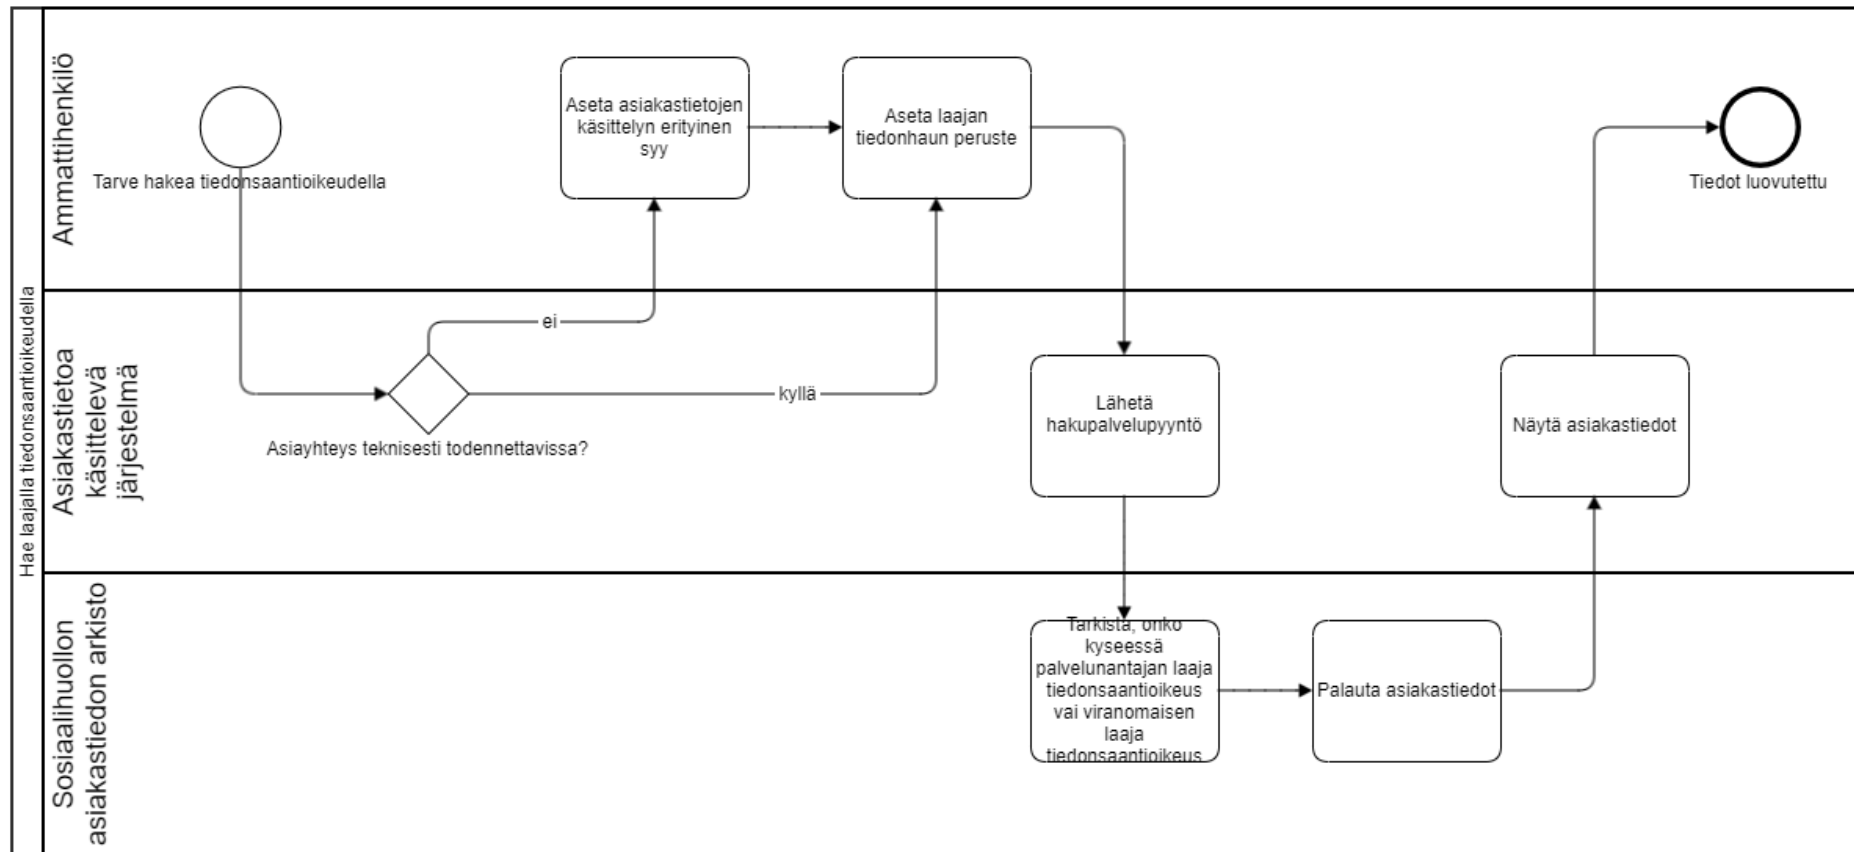 Hae laajalla tiedonsaantioikeudella
Ammattihenkilö
Tarve hakea tiedonsaantioikeudella
Aseta asiakastietojen
käsittelyn erityinen
syy
Aseta laajan
tiedonhaun peruste
Tiedot luovutettu
Asiakastietoa
käsittelevä
järjestelmä
ei
kyllä
Asiayhteys teknisesti todennettavissa?
Lähetä
hakupalvelupyyntö
Näytä asiakastiedot
Sosiaalihuollon
asiakastiedon arkisto
Tarkista, onko
kyseessä
palvelunantajan laaja
tiedonsaantioikeus
vai viranomaisen
laaja
tiedonsaantioikeus
Palauta asiakastiedot